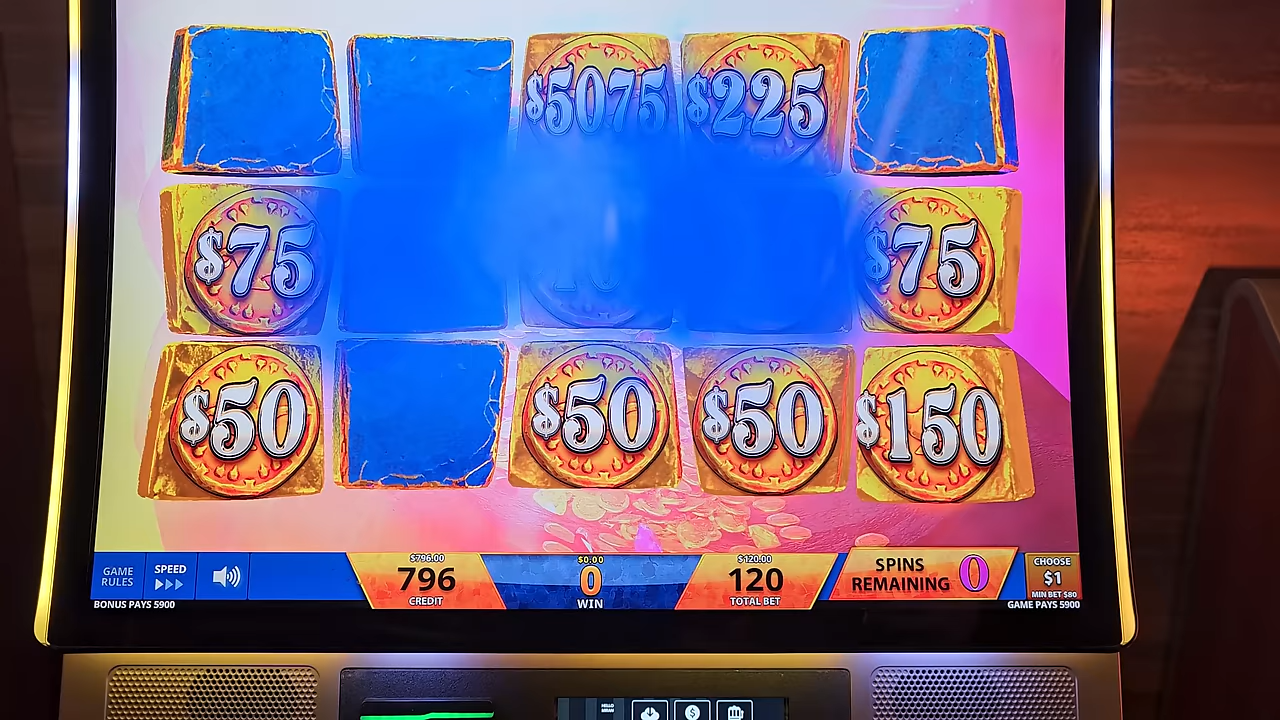 $5075 $225
$75 $75
$50 $50 $50 $150
GAME RULES
SPEED
$796.00
796
CREDIT
$0.00
0
WIN
$120.00
120
TOTAL BET
SPINS REMAINING 0
CHOOSE
$1
MIN BET $80
BONUS PAYS 5900
GAME PAYS 5900